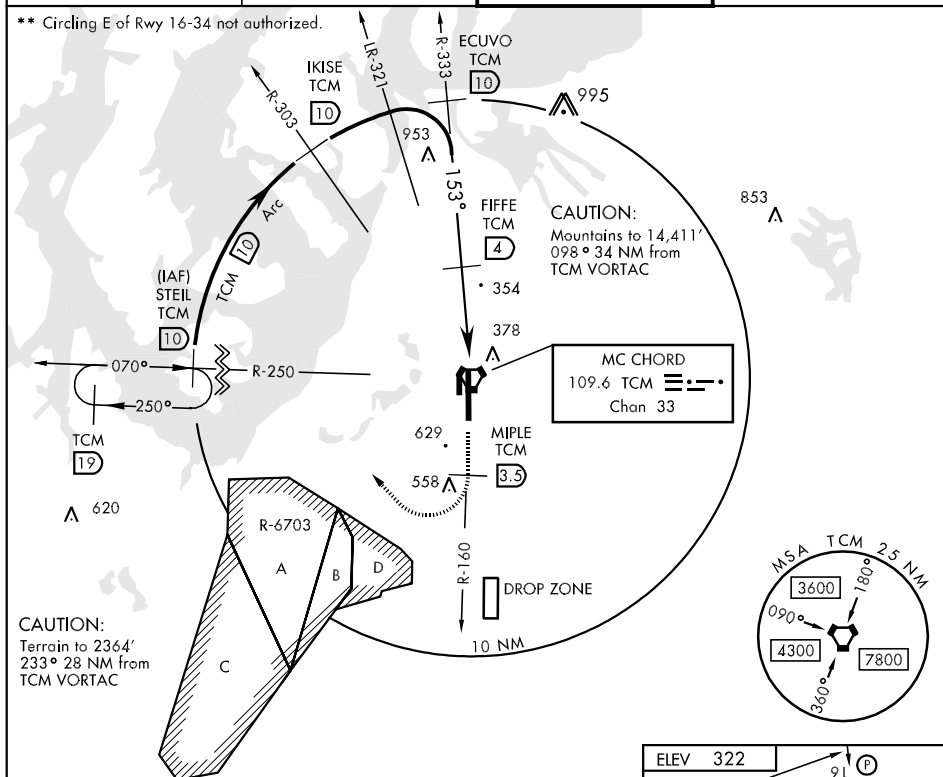 ** Circling E of Rwy 16-34 not authorized.
LR-321
R-333
ECUVO
TCM
10
IKISE
TCM
10
R-303
995
953
153°
853
FIFFE
TCM
4
CAUTION:
Mountains to 14,411'
098° 34 NM from
TCM VORTAC
TCM 10 Arc
(IAF)
STEIL
TCM
10
354
378
MC CHORD
109.6 TCM
Chan 33
070°
R-250
250°
TCM
19
629
MIPLE
TCM
3.5
558
620
R-6703
A
B
D
C
R-160
DROP ZONE
10 NM
CAUTION:
Terrain to 2364'
233° 28 NM from
TCM VORTAC
MSA TCM 25 NM
3600
180°
090°
4300
7800
360°
ELEV 322
16
P